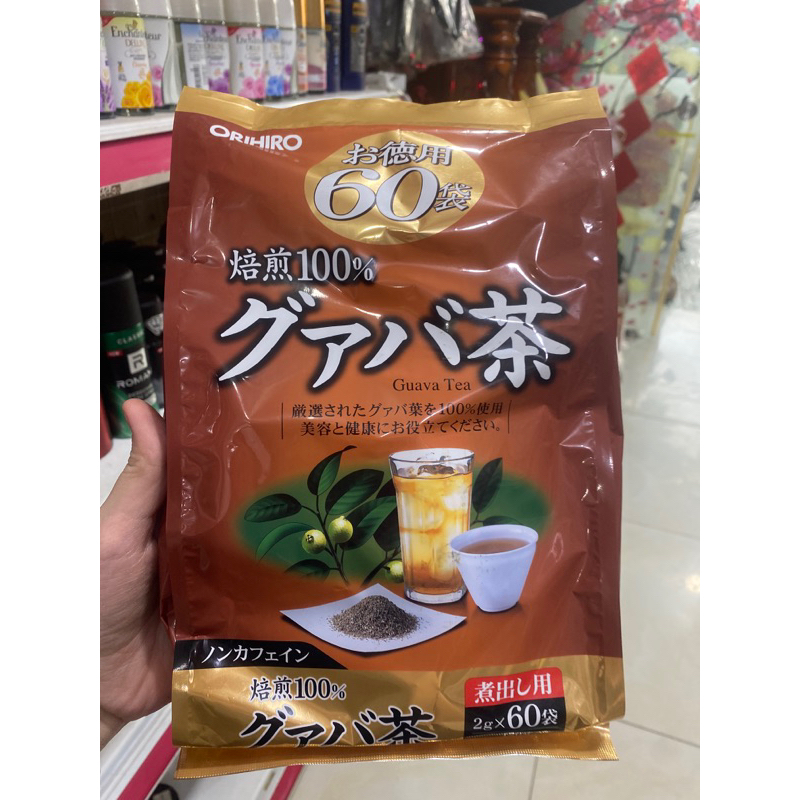 Enchanteur
ORIHIRO
お徳用
60袋
焙煎100%
グァバ茶
Guava Tea
厳選されたグァバ葉を100%使用
美容と健康にお役立てください。
ROMAN
ノンカフェイン
焙煎100%
グァバ茶
煮出し用
2g×60袋